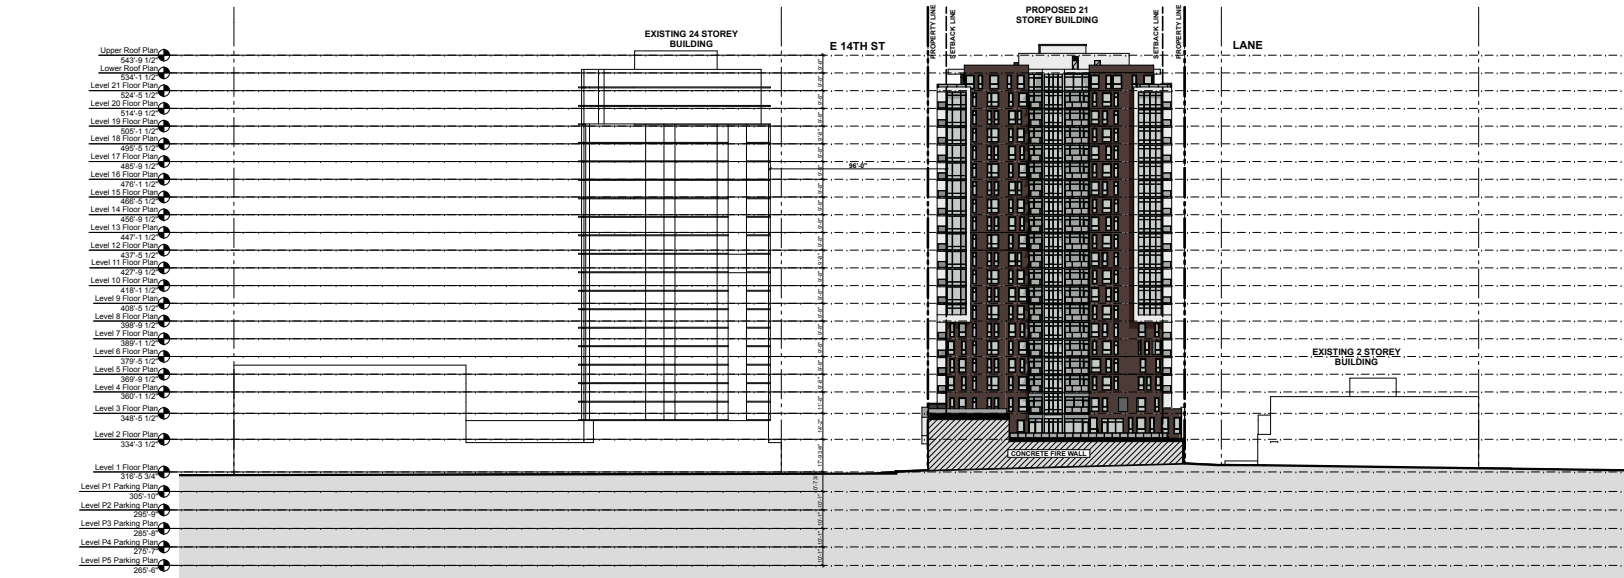 EXISTING 24 STOREY
BUILDING
E 14TH ST
PROPERTY LINE
SETBACK LINE
PROPOSED 21
STOREY BUILDING
SETBACK LINE
PROPERTY LINE
LANE
Upper Roof Plan
543'-9 1/2"
Lower Roof Plan
534'-1 1/2"
Level 21 Floor Plan
524'-5 1/2"
Level 20 Floor Plan
514'-9 1/2"
Level 19 Floor Plan
505'-1 1/2"
Level 18 Floor Plan
495'-5 1/2"
Level 17 Floor Plan
485'-9 1/2"
Level 16 Floor Plan
476'-1 1/2"
Level 15 Floor Plan
466'-5 1/2"
Level 14 Floor Plan
456'-9 1/2"
Level 13 Floor Plan
447'-1 1/2"
Level 12 Floor Plan
437'-5 1/2"
Level 11 Floor Plan
427'-9 1/2"
Level 10 Floor Plan
418'-1 1/2"
Level 9 Floor Plan
408'-5 1/2"
Level 8 Floor Plan
398'-9 1/2"
Level 7 Floor Plan
389'-1 1/2"
Level 6 Floor Plan
379'-5 1/2"
Level 5 Floor Plan
369'-9 1/2"
Level 4 Floor Plan
360'-1 1/2"
Level 3 Floor Plan
348'-5 1/2"
Level 2 Floor Plan
334'-3 1/2"
Level 1 Floor Plan
316'-5 3/4"
Level P1 Parking Plan
305'-10"
Level P2 Parking Plan
295'-9"
Level P3 Parking Plan
285'-8"
Level P4 Parking Plan
275'-7"
Level P5 Parking Plan
265'-6"
EXISTING 2 STOREY
BUILDING
CONCRETE FIRE WALL